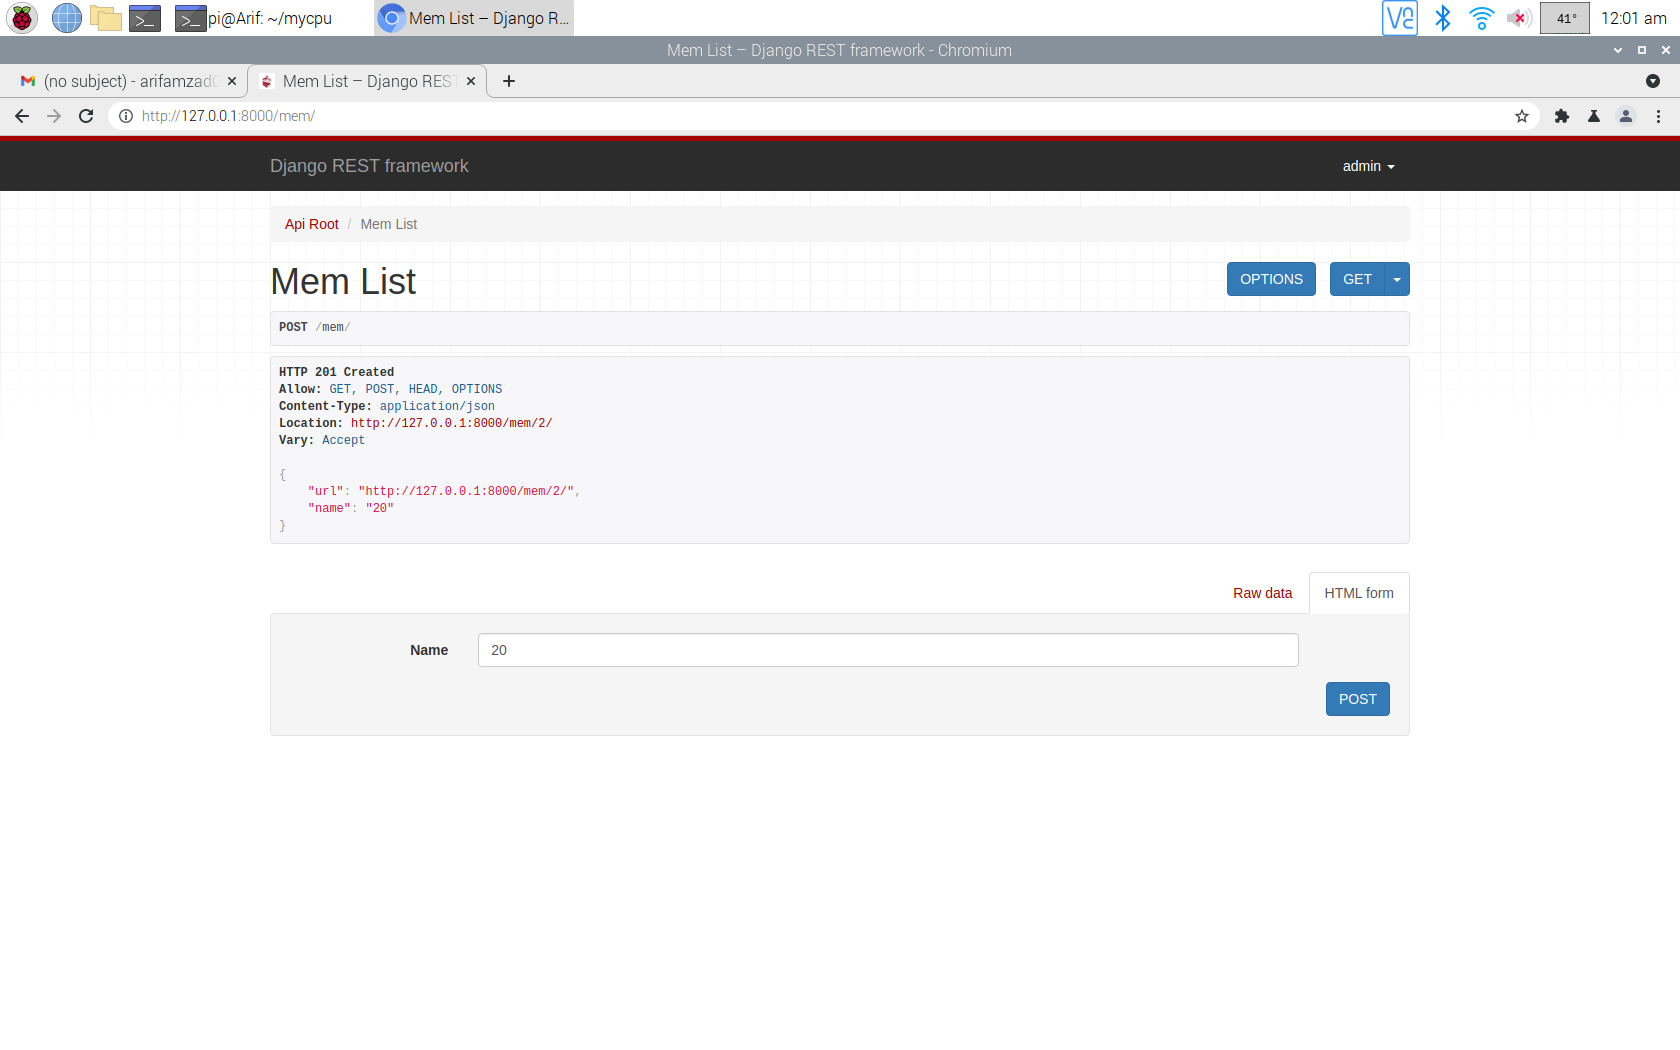 pi@Arif: ~/mycpu
Mem List – Django R...
41°
12:01 am
Mem List – Django REST framework - Chromium
(no subject) - arifamzad
Mem List – Django REST
http://127.0.0.1:8000/mem/
Django REST framework
admin
Api Root / Mem List
Mem List
OPTIONS
GET
POST /mem/
HTTP 201 Created
Allow: GET, POST, HEAD, OPTIONS
Content-Type: application/json
Location: http://127.0.0.1:8000/mem/2/
Vary: Accept
{
"url": "http://127.0.0.1:8000/mem/2/",
"name": "20"
}
Raw data
HTML form
Name
20
POST